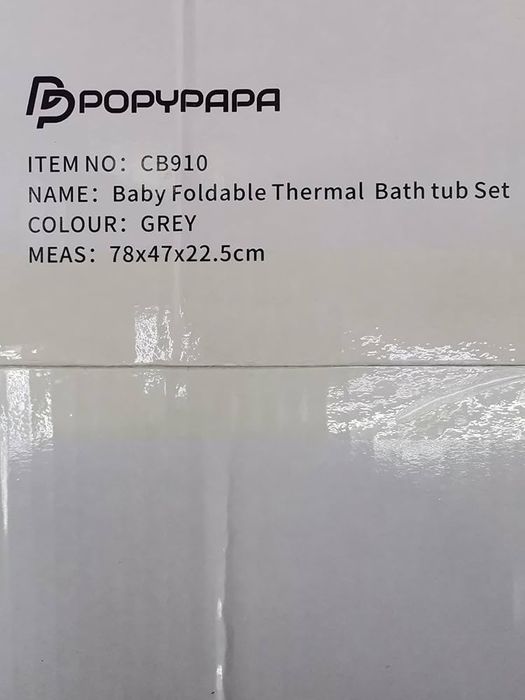 POPYPAPA
ITEM NO: CB910
NAME: Baby Foldable Thermal Bath tub Set
COLOUR: GREY
MEAS: 78x47x22.5cm